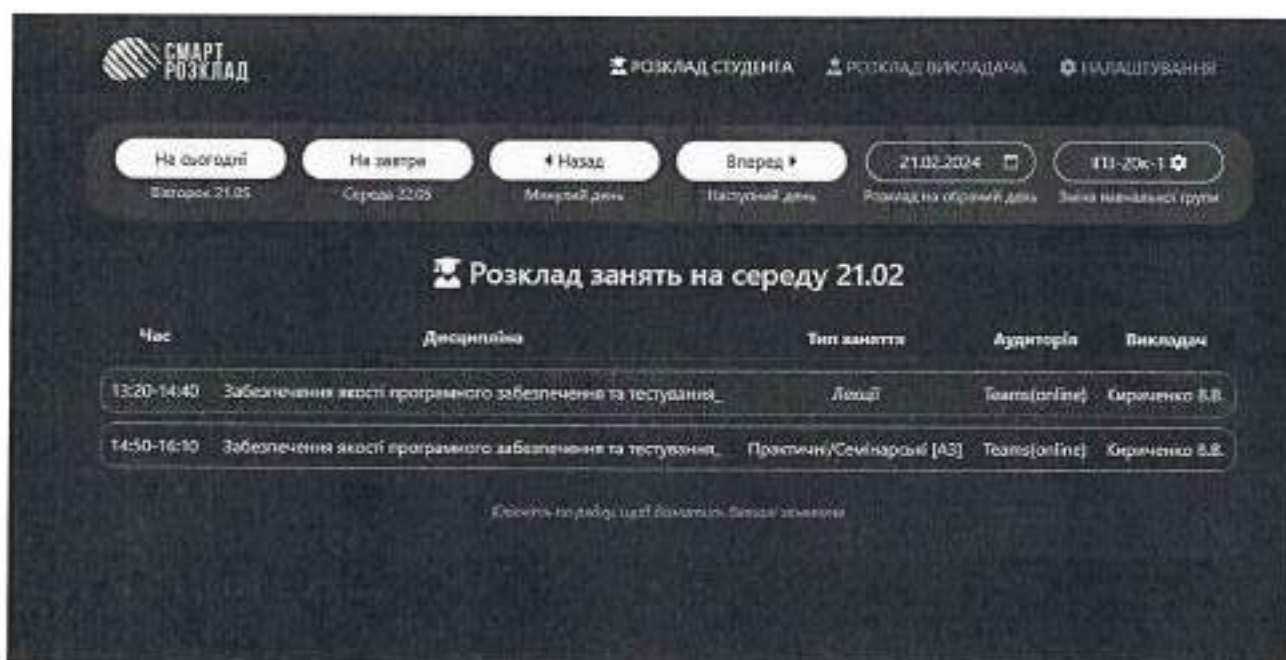 СМАРТ
РОЗКЛАД
РОЗКЛАД СТУДЕНТА РОЗКЛАД ВИКЛАДАЧА НАЛАШТУВАННЯ
На сьогодні На завтра Назад Вперед 21.02.2024 ІПЗ-20к-1
Вівторок 21.05 Середа 22.05 Минулий день Наступний день Розклад на обраний день Зміна навчальної групи
Розклад занять на середу 21.02
Час Дисципліна Тип заняття Аудиторія Викладач
13:20-14:40 Забезпечення якості програмного забезпечення та тестування_ Лекції Teams(online) Кириченко В.В.
14:50-16:10 Забезпечення якості програмного забезпечення та тестування_ Практичні/Семінарські [АЗ] Teams(online) Кириченко В.В.
Клікніть по рядку, щоб